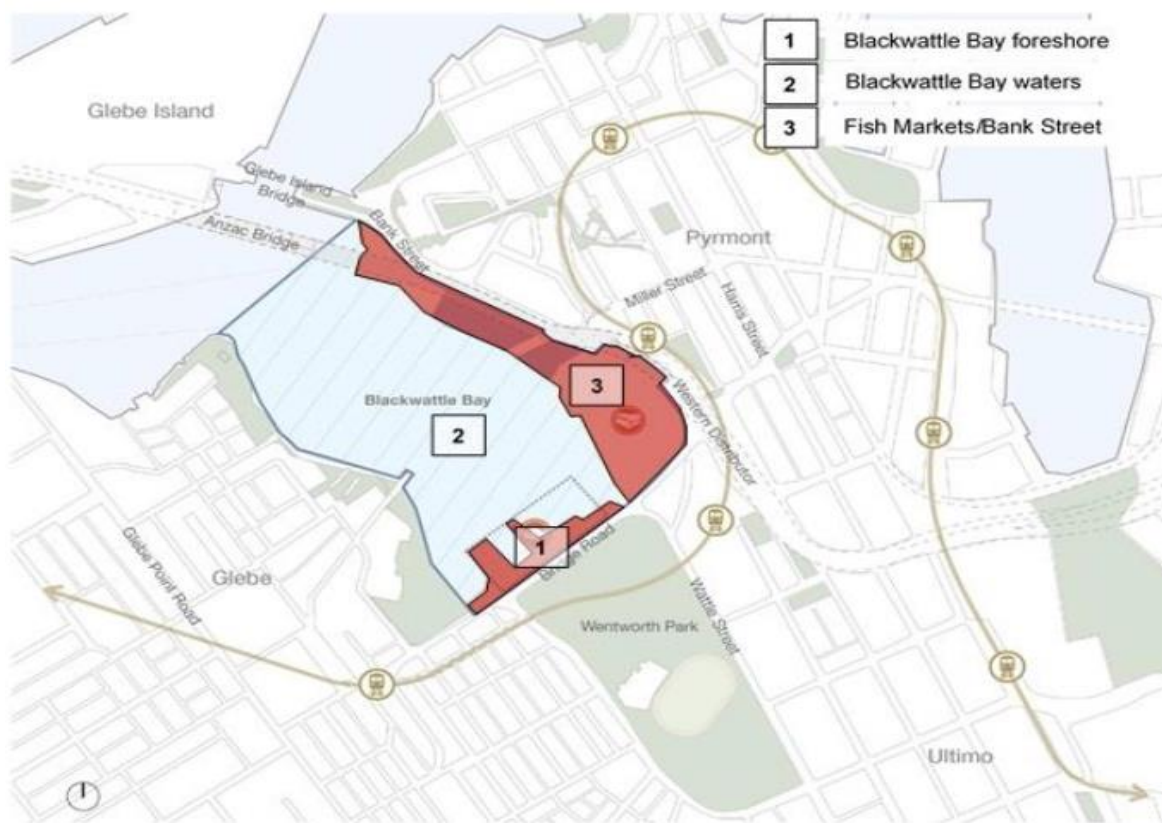 1 Blackwattle Bay foreshore
2 Blackwattle Bay waters
3 Fish Markets/Bank Street
Glebe Island
Glebe Island
Bridge
Anzac Bridge
Bank Street
Pyrmont
Miller Street
Harris Street
3
Blackwattle Bay
2
Western Distributor
1
Bridge Road
Glebe Point Road
Glebe
Wentworth Park
Wattle Street
Ultimo